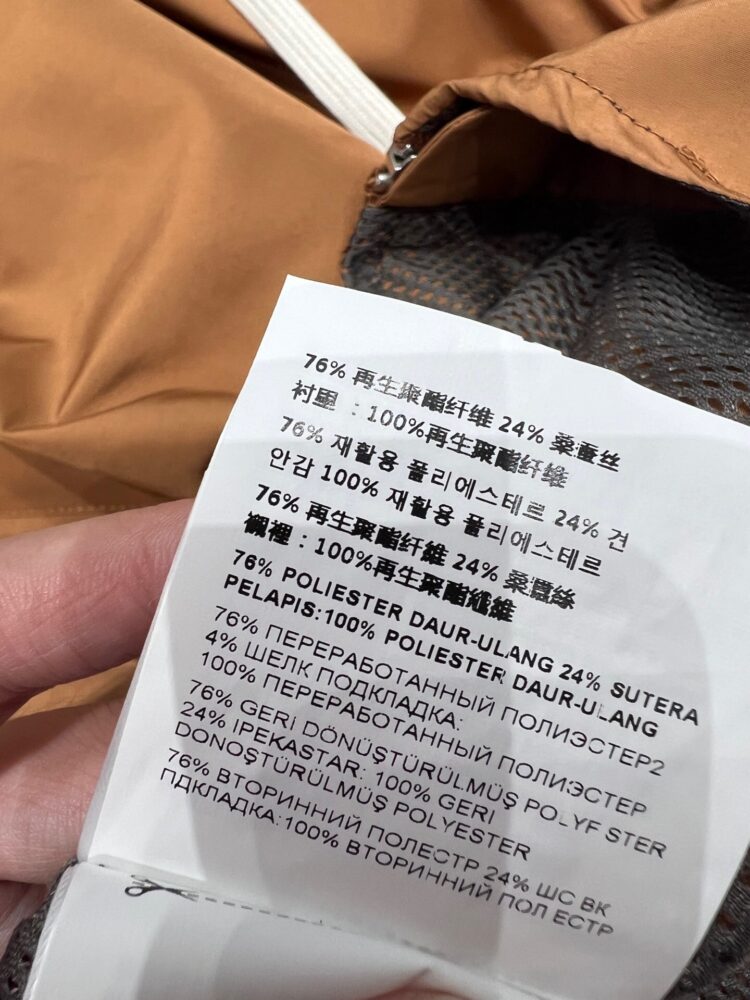 76% 再生聚酯纤维 24% 桑蚕丝
衬里 : 100%再生聚酯纤维
76% 재활용 폴리에스테르 24% 견
안감 100% 재활용 폴리에스테르
76% 再生聚酯纤維 24% 桑蠶絲
襯裡 : 100%再生聚酯纖維
76% POLIESTER DAUR-ULANG 24% SUTERA
PELAPIS:100% POLIESTER DAUR-ULANG
76% ПЕРЕРАБОТАННЫЙ ПОЛИЭСТЕР2
4% ШЕЛК ПОДКЛАДКА:
100% ПЕРЕРАБОТАННЫЙ ПОЛИЭСТЕР
76% GERI DÖNÜŞTÜRÜLMÜŞ POLYF STER
24% IPEKASTAR: 100% GERI
DONOŞTÜRÜLMÜŞ POLYESTER
76% ВТОРИННИЙ ПОЛЕСТР 24% ШС ВК
ПДКЛАДКА:100% ВТОРИННИЙ ПОЛ ЕСТР